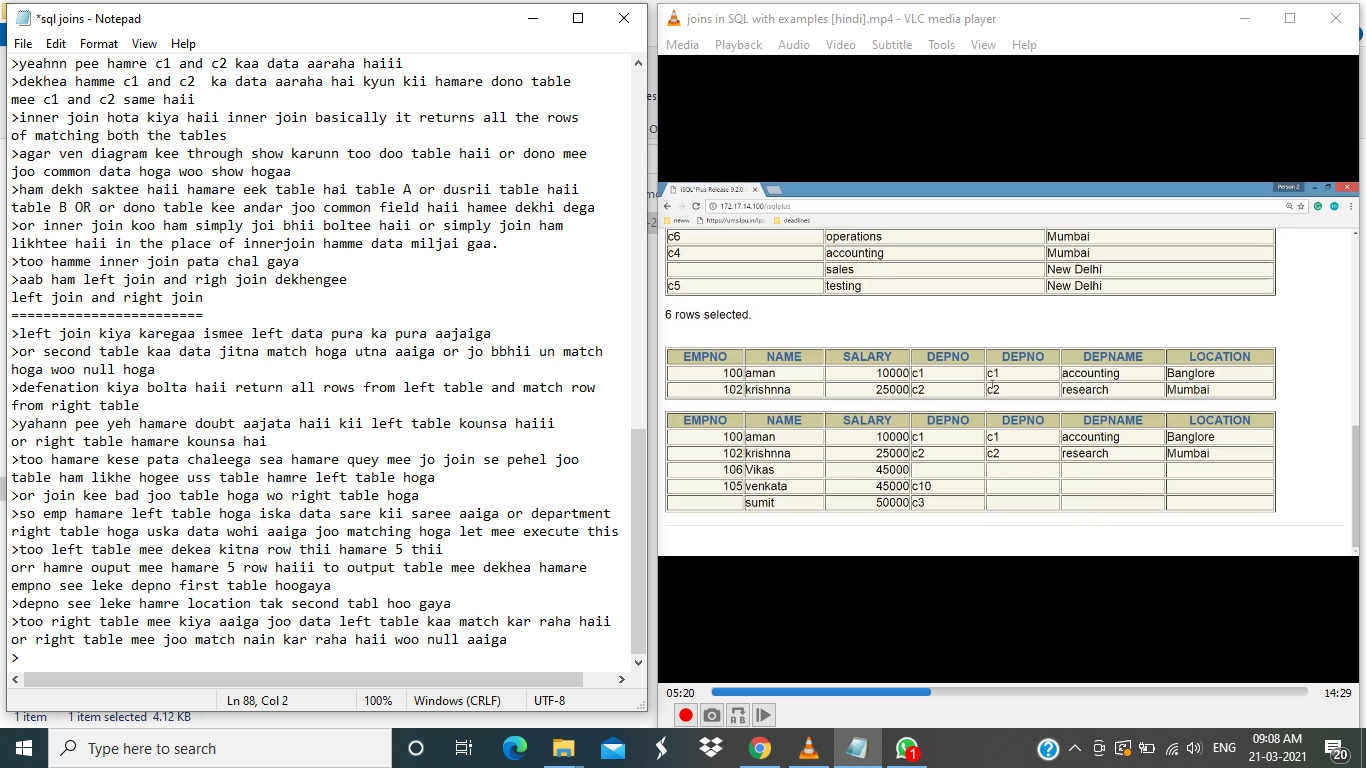 *sql joins - Notepad
File Edit Format View Help
>yeahnn pee hamre c1 and c2 kaa data aaraha haiii
>dekhea hamme c1 and c2  ka data aaraha hai kyun kii hamare dono table
mee c1 and c2 same haii
>inner join hota kiya haii inner join basically it returns all the rows
of matching both the tables
>agar ven diagram kee through show karunn too doo table haii or dono mee
joo common data hoga woo show hogaa
>ham dekh saktee haii hamare eek table hai table A or dusrii table haii
table B OR or dono table kee andar joo common field haii hamee dekhi dega
>or inner join koo ham simply joi bhii boltee haii or simply join ham
likhtee haii in the place of innerjoin hamme data miljai gaa.
>too hamme inner join pata chal gaya
>aab ham left join and righ join dekhengee
left join and right join
========================
>left join kiya karegaa ismee left data pura ka pura aajaiga
>or second table kaa data jitna match hoga utna aaiga or jo bbhii un match
hoga woo null hoga
>defenation kiya bolta haii return all rows from left table and match row
from right table
>yahann pee yeh hamare doubt aajata haii kii left table kounsa haiii
or right table hamare kounsa hai
>too hamare kese pata chaleega sea hamare quey mee jo join se pehel joo
table ham likhe hogee uss table hamre left table hoga
>or join kee bad joo table hoga wo right table hoga
>so emp hamare left table hoga iska data sare kii saree aaiga or department
right table hoga uska data wohi aaiga joo matching hoga let mee execute this
>too left table mee dekea kitna row thii hamare 5 thii
orr hamre ouput mee hamare 5 row haiii to output table mee dekhea hamare
empno see leke depno first table hoogaya
>depno see leke hamre location tak second tabl hoo gaya
>too right table mee kiya aaiga joo data left table kaa match kar raha haii
or right table mee joo match nain kar raha haii woo null aaiga
>
Ln 88, Col 2 100% Windows (CRLF) UTF-8
1 item 1 item selected 4.12 KB
joins in SQL with examples [hindi].mp4 - VLC media player
Media Playback Audio Video Subtitle Tools View Help
iSQL*Plus Release 9.2.0. Person 2
172.17.14.100/isqlplus
neww https://ums.lpu.in/lpu deadlines
c6 operations Mumbai
c4 accounting Mumbai
sales New Delhi
c5 testing New Delhi
6 rows selected.
EMPNO NAME SALARY DEPNO DEPNO DEPNAME LOCATION
100 aman 10000 c1 c1 accounting Banglore
102 krishnna 25000 c2 c2 research Mumbai
EMPNO NAME SALARY DEPNO DEPNO DEPNAME LOCATION
100 aman 10000 c1 c1 accounting Banglore
102 krishnna 25000 c2 c2 research Mumbai
106 Vikas 45000
105 venkata 45000 c10
sumit 50000 c3
05:20 14:29
Type here to search
1
ENG
09:08 AM
21-03-2021
20